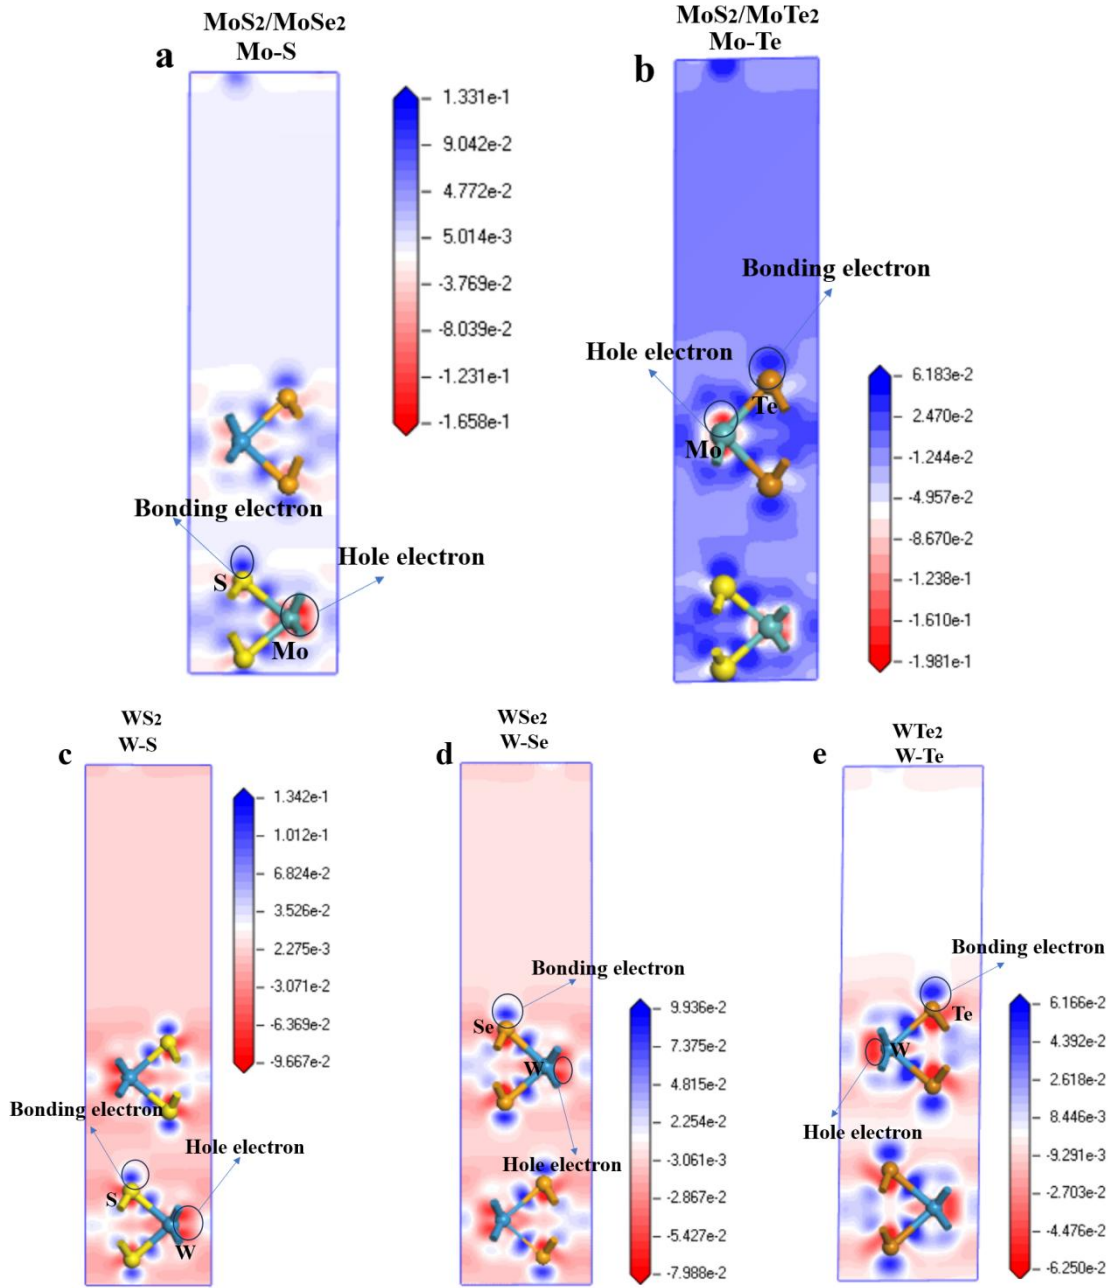 MoS2/MoSe2
Mo-S
a
1.331e-1
9.042e-2
4.772e-2
5.014e-3
-3.769e-2
-8.039e-2
-1.231e-1
-1.658e-1
Bonding electron
Hole electron
S
Mo
MoS2/MoTe2
Mo-Te
b
Bonding electron
Hole electron
Te
Mo
6.183e-2
2.470e-2
-1.244e-2
-4.957e-2
-8.670e-2
-1.238e-1
-1.610e-1
-1.981e-1
WS2
W-S
c
1.342e-1
1.012e-1
6.824e-2
3.526e-2
2.275e-3
-3.071e-2
-6.369e-2
-9.667e-2
Bonding electron
Hole electron
S
W
WSe2
W-Se
d
Bonding electron
Se
W
Hole electron
9.936e-2
7.375e-2
4.815e-2
2.254e-2
-3.061e-3
-2.867e-2
-5.427e-2
-7.988e-2
WTe2
W-Te
e
Bonding electron
Te
W
Hole electron
6.166e-2
4.392e-2
2.618e-2
8.446e-3
-9.291e-3
-2.703e-2
-4.476e-2
-6.250e-2